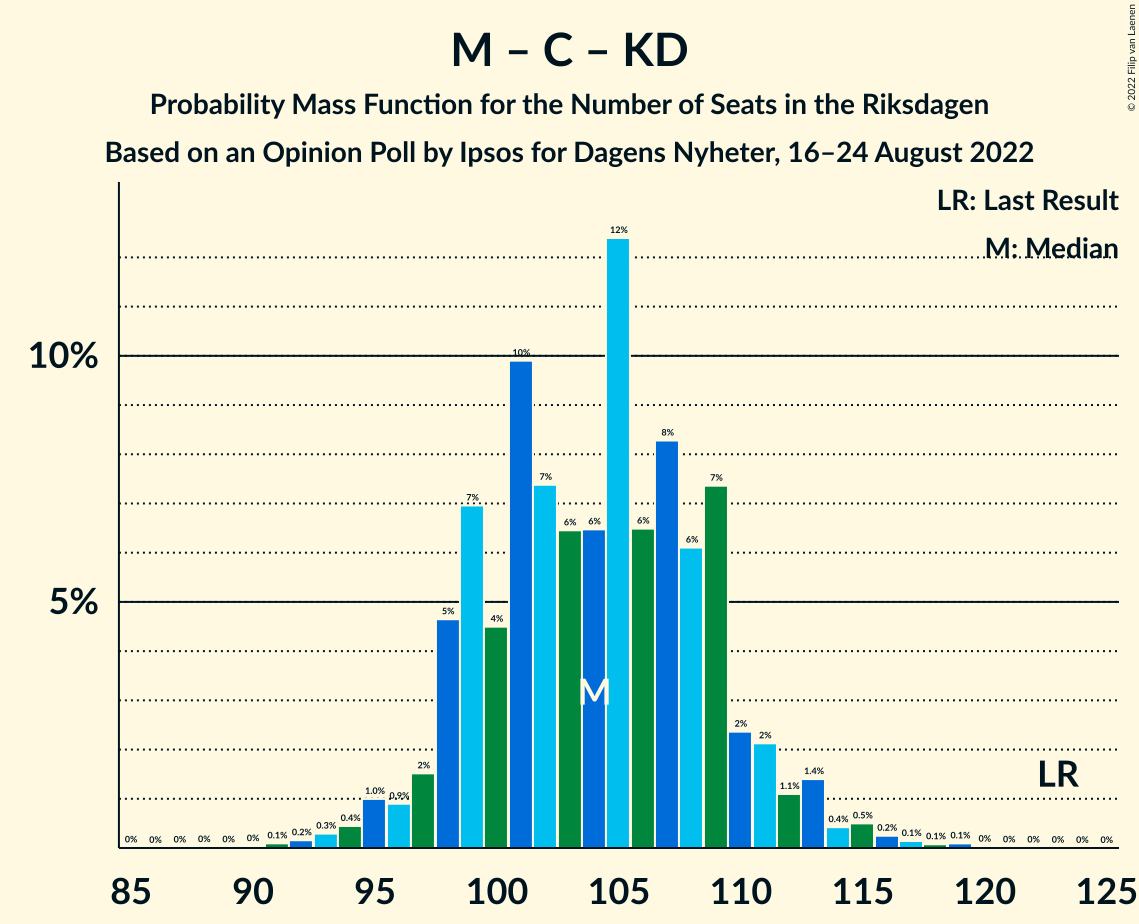 M – C – KD
Probability Mass Function for the Number of Seats in the Riksdagen
Based on an Opinion Poll by Ipsos for Dagens Nyheter, 16–24 August 2022
© 2022 Filip van Laenen
LR: Last Result
M: Median
10%
5%
0% 0% 0% 0% 0% 0% 0.1% 0.2% 0.3% 0.4% 1.0% 0.9% 2% 5% 7% 4% 10% 7% 6% 6% 12% 6% 8% 6% 7% 2% 2% 1.1% 1.4% 0.4% 0.5% 0.2% 0.1% 0.1% 0.1% 0% 0% 0% 0% 0% 0%
M
LR
85 90 95 100 105 110 115 120 125